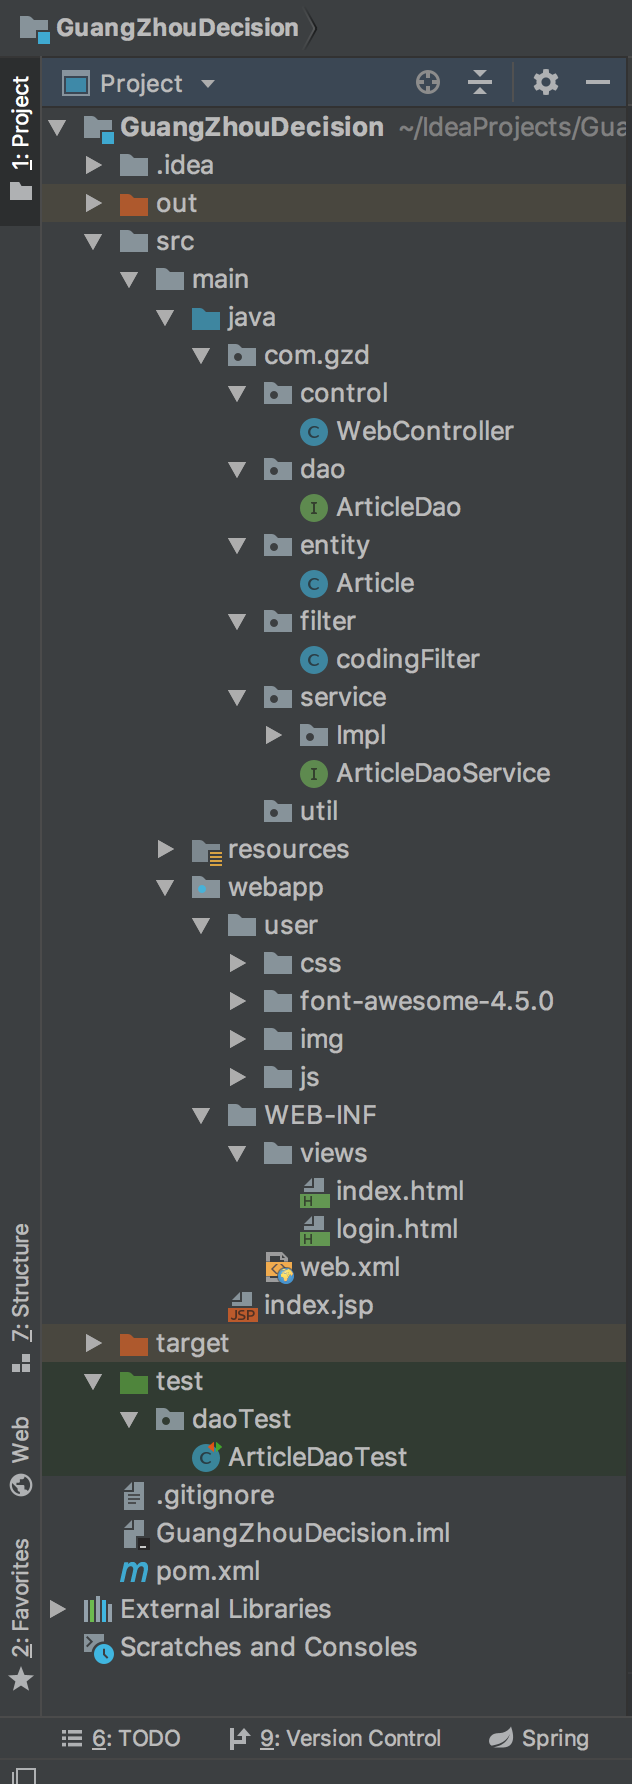 GuangZhouDecision
Project
1: Project
GuangZhouDecision ~/IdeaProjects/Gua
.idea
out
src
main
java
com.gzd
control
C WebController
dao
I ArticleDao
entity
C Article
filter
C codingFilter
service
Impl
I ArticleDaoService
util
resources
webapp
user
css
font-awesome-4.5.0
img
js
WEB-INF
views
H index.html
H login.html
web.xml
JSP index.jsp
target
test
daoTest
C ArticleDaoTest
.gitignore
GuangZhouDecision.iml
m pom.xml
External Libraries
Scratches and Consoles
7: Structure
Web
2: Favorites
6: TODO
9: Version Control
Spring